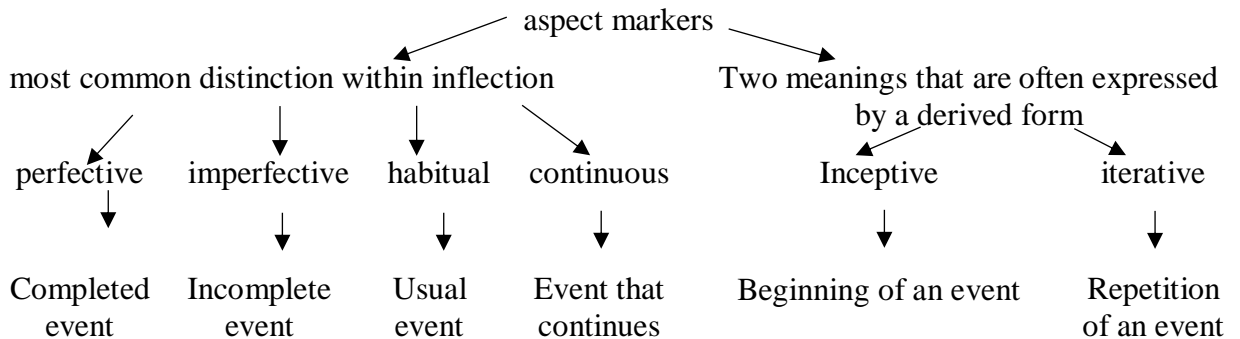 aspect markers
most common distinction within inflection
Two meanings that are often expressed
by a derived form
perfective
imperfective
habitual
continuous
Inceptive
iterative
Completed
event
Incomplete
event
Usual
event
Event that
continues
Beginning of an event
Repetition
of an event